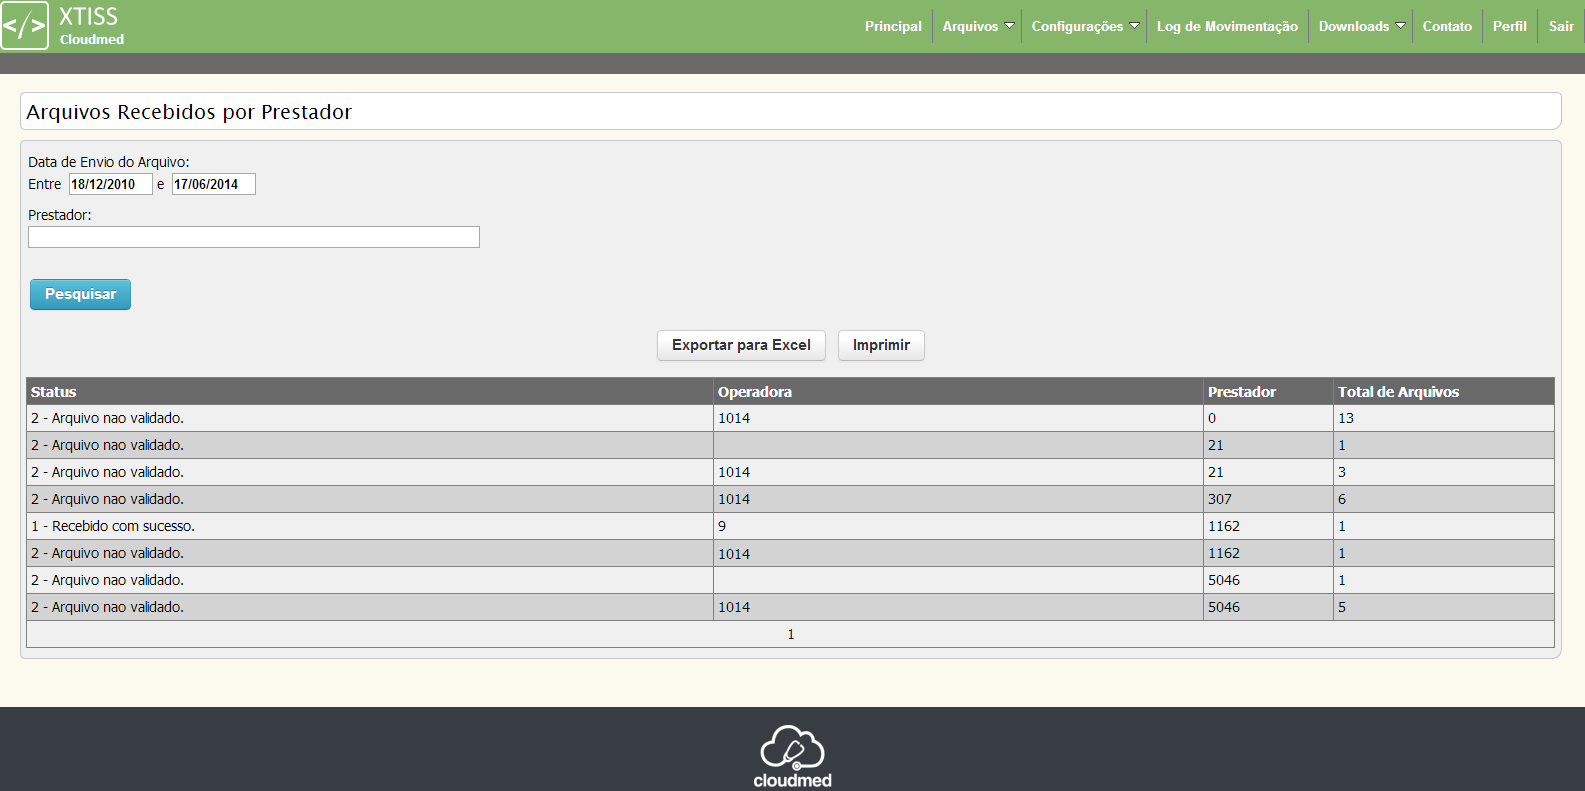 </> XTISS
Cloudmed
Principal Arquivos Configurações Log de Movimentação Downloads Contato Perfil Sair
Arquivos Recebidos por Prestador
Data de Envio do Arquivo:
Entre 18/12/2010 e 17/06/2014
Prestador:
Pesquisar
Exportar para Excel Imprimir
Status Operadora Prestador Total de Arquivos
2 - Arquivo nao validado. 1014 0 13
2 - Arquivo nao validado. 21 1
2 - Arquivo nao validado. 1014 21 3
2 - Arquivo nao validado. 1014 307 6
1 - Recebido com sucesso. 9 1162 1
2 - Arquivo nao validado. 1014 1162 1
2 - Arquivo nao validado. 5046 1
2 - Arquivo nao validado. 1014 5046 5
1
cloudmed